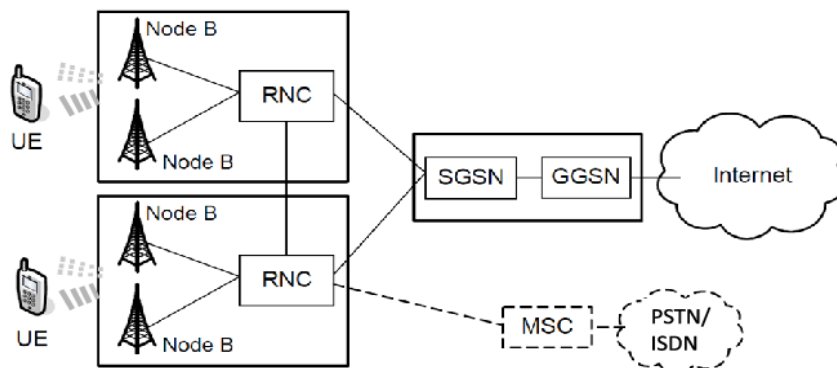 Node B
RNC
UE
Node B
SGSN
GGSN
Internet
Node B
RNC
UE
Node B
MSC
PSTN/
ISDN